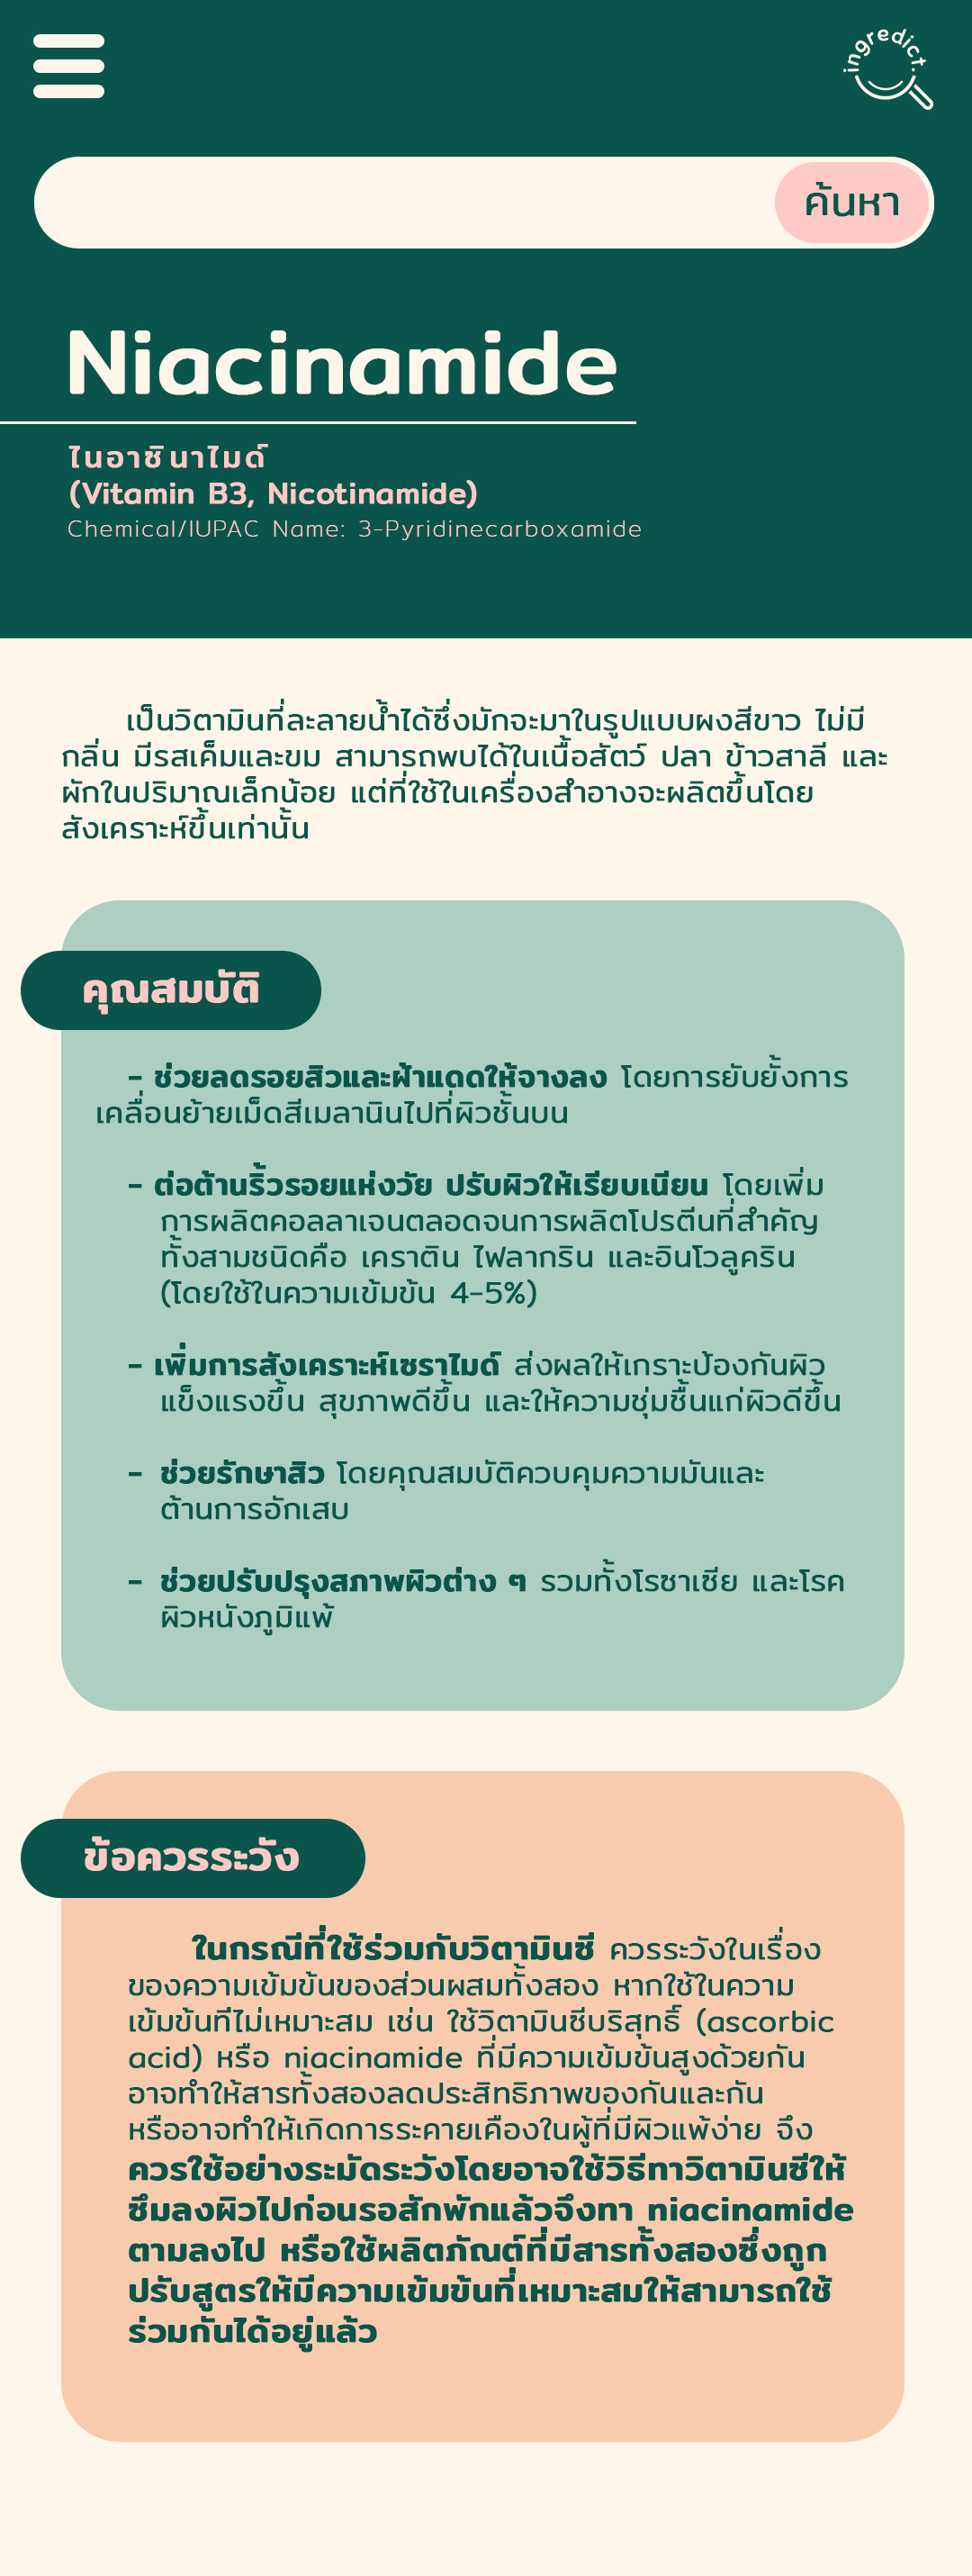 ingredict.
ค้นหา
Niacinamide
ไนอาซินาไมด์
(Vitamin B3, Nicotinamide)
Chemical/IUPAC Name: 3-Pyridinecarboxamide
เป็นวิตามินที่ละลายน้ำได้ซึ่งมักจะมาในรูปแบบผงสีขาว ไม่มี
กลิ่น มีรสเค็มและขม สามารถพบได้ในเนื้อสัตว์ ปลา ข้าวสาลี และ
ผักในปริมาณเล็กน้อย แต่ที่ใช้ในเครื่องสำอางจะผลิตขึ้นโดย
สังเคราะห์ขึ้นเท่านั้น
คุณสมบัติ
- ช่วยลดรอยสิวและฝ้าแดดให้จางลง โดยการยับยั้งการ
เคลื่อนย้ายเม็ดสีเมลานินไปที่ผิวชั้นบน
- ต่อต้านริ้วรอยแห่งวัย ปรับผิวให้เรียบเนียน โดยเพิ่ม
การผลิตคอลลาเจนตลอดจนการผลิตโปรตีนที่สำคัญ
ทั้งสามชนิดคือ เคราติน ไฟลากริน และอินโวลูคริน
(โดยใช้ในความเข้มข้น 4-5%)
- เพิ่มการสังเคราะห์เซราไมด์ ส่งผลให้เกราะป้องกันผิว
แข็งแรงขึ้น สุขภาพดีขึ้น และให้ความชุ่มชื้นแก่ผิวดีขึ้น
- ช่วยรักษาสิว โดยคุณสมบัติควบคุมความมันและ
ต้านการอักเสบ
- ช่วยปรับปรุงสภาพผิวต่าง ๆ รวมทั้งโรซาเซีย และโรค
ผิวหนังภูมิแพ้
ข้อควรระวัง
ในกรณีที่ใช้ร่วมกับวิตามินซี ควรระวังในเรื่อง
ของความเข้มข้นของส่วนผสมทั้งสอง หากใช้ในความ
เข้มข้นทีไม่เหมาะสม เช่น ใช้วิตามินซีบริสุทธิ์ (ascorbic
acid) หรือ niacinamide ที่มีความเข้มข้นสูงด้วยกัน
อาจทำให้สารทั้งสองลดประสิทธิภาพของกันและกัน
หรืออาจทำให้เกิดการระคายเคืองในผู้ที่มีผิวแพ้ง่าย จึง
ควรใช้อย่างระมัดระวังโดยอาจใช้วิธีทาวิตามินซีให้
ซึมลงผิวไปก่อนรอสักพักแล้วจึงทา niacinamide
ตามลงไป หรือใช้ผลิตภัณฑ์ที่มีสารทั้งสองซึ่งถูก
ปรับสูตรให้มีความเข้มข้นที่เหมาะสมให้สามารถใช้
ร่วมกันได้อยู่แล้ว